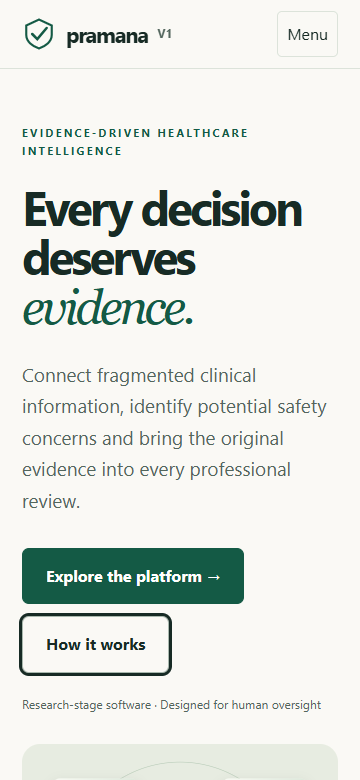 pramana V1
Menu
EVIDENCE-DRIVEN HEALTHCARE
INTELLIGENCE
Every decision
deserves
evidence.
Connect fragmented clinical
information, identify potential safety
concerns and bring the original
evidence into every professional
review.
Explore the platform →
How it works
Research-stage software · Designed for human oversight